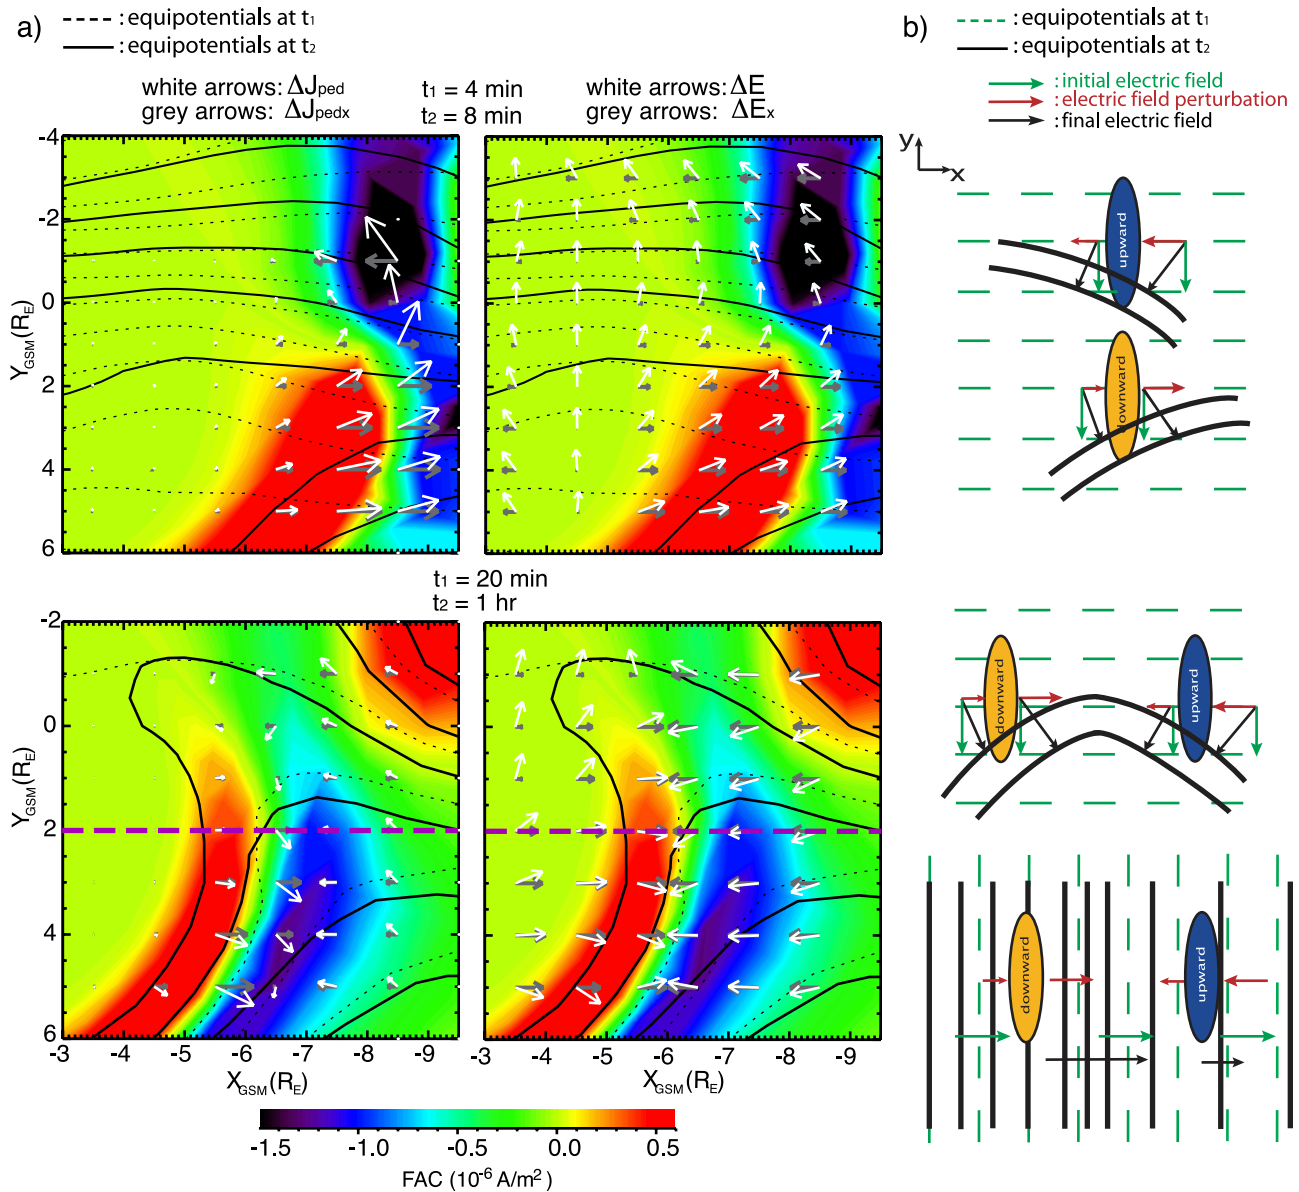 a)
: equipotentials at t1
: equipotentials at t2
white arrows: ΔJped
grey arrows: ΔJpedx
t1 = 4 min
t2 = 8 min
white arrows: ΔE
grey arrows: ΔEx
-4
-2
0
2
4
6
YGSM(RE)
t1 = 20 min
t2 = 1 hr
-2
0
2
4
6
YGSM(RE)
-3 -4 -5 -6 -7 -8 -9
-3 -4 -5 -6 -7 -8 -9
XGSM(RE)
XGSM(RE)
-1.5 -1.0 -0.5 0.0 0.5
FAC (10-6 A/m2)
b)
: equipotentials at t1
: equipotentials at t2
: initial electric field
: electric field perturbation
: final electric field
y
x
upward
downward
downward
upward
downward
upward